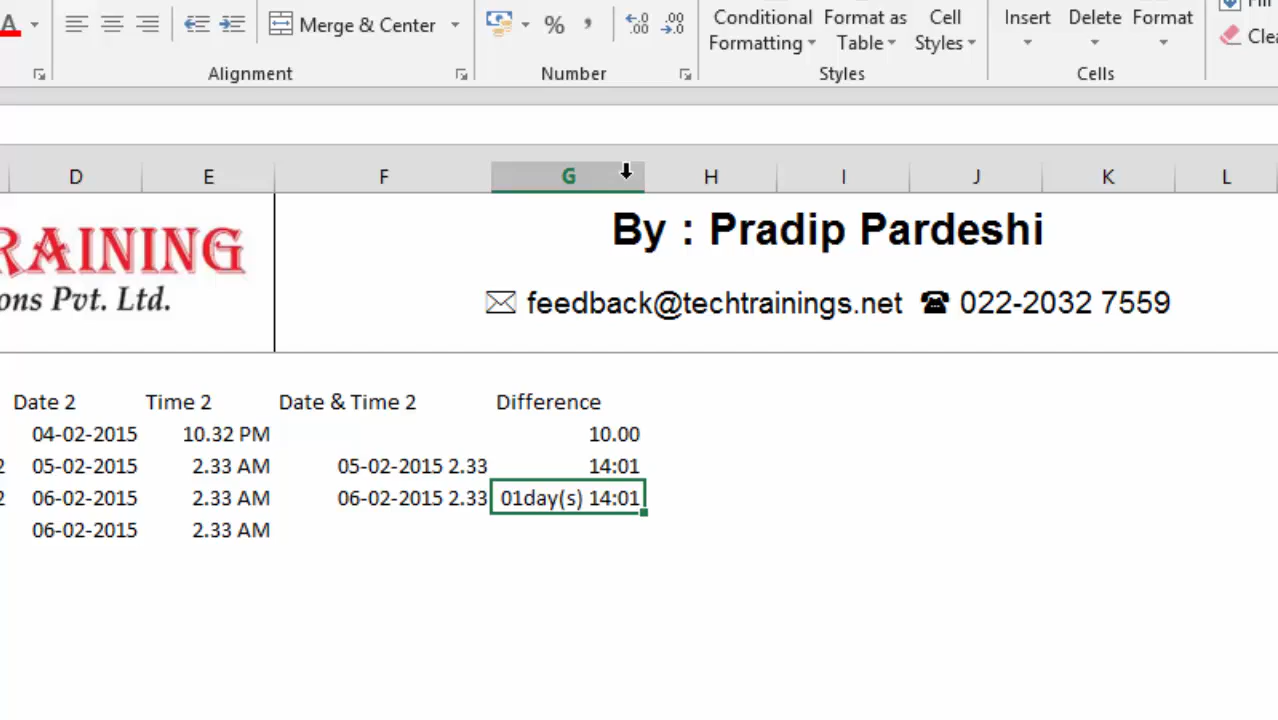 A Merge & Center % , Conditional Formatting Format as Table Cell Styles Insert Delete Format Fill
Alignment Number Styles Cells
D E F G H I J K L
RAINING
ons Pvt. Ltd.
By : Pradip Pardeshi
feedback@techtrainings.net 022-2032 7559
Date 2 Time 2 Date & Time 2 Difference
04-02-2015 10.32 PM 10.00
2 05-02-2015 2.33 AM 05-02-2015 2.33 14:01
2 06-02-2015 2.33 AM 06-02-2015 2.33 01day(s) 14:01
06-02-2015 2.33 AM